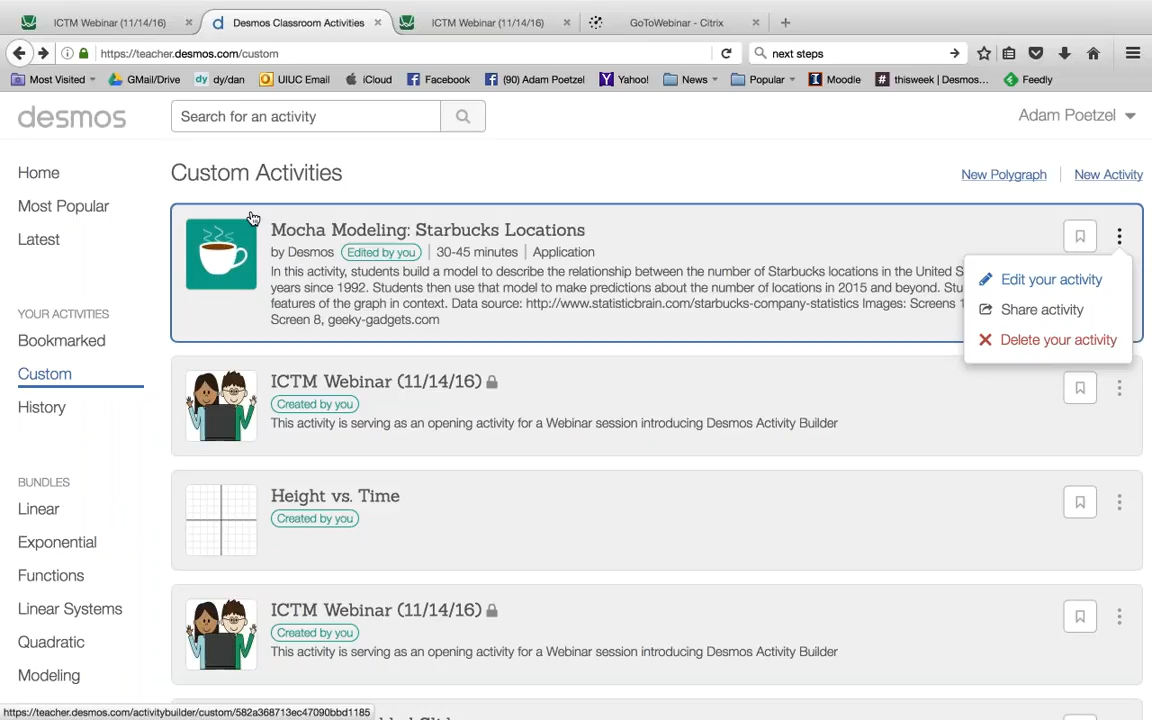 ICTM Webinar (11/14/16)
Desmos Classroom Activities
ICTM Webinar (11/14/16)
GoToWebinar - Citrix
https://teacher.desmos.com/custom
next steps
Most Visited
GMail/Drive
dy/dan
UIUC Email
iCloud
Facebook
(90) Adam Poetzel
Yahoo!
News
Popular
Moodle
thisweek | Desmos...
Feedly
desmos
Search for an activity
Adam Poetzel
Home
Most Popular
Latest
YOUR ACTIVITIES
Bookmarked
Custom
History
BUNDLES
Linear
Exponential
Functions
Linear Systems
Quadratic
Modeling
Custom Activities
New Polygraph
New Activity
Mocha Modeling: Starbucks Locations
by Desmos Edited by you | 30-45 minutes | Application
In this activity, students build a model to describe the relationship between the number of Starbucks locations in the United S
years since 1992. Students then use that model to make predictions about the number of locations in 2015 and beyond. Stu
features of the graph in context. Data source: http://www.statisticbrain.com/starbucks-company-statistics Images: Screens 1
Screen 8, geeky-gadgets.com
Edit your activity
Share activity
Delete your activity
ICTM Webinar (11/14/16)
Created by you
This activity is serving as an opening activity for a Webinar session introducing Desmos Activity Builder
Height vs. Time
Created by you
ICTM Webinar (11/14/16)
Created by you
This activity is serving as an opening activity for a Webinar session introducing Desmos Activity Builder
https://teacher.desmos.com/activitybuilder/custom/582a368713ec47090bbd1185